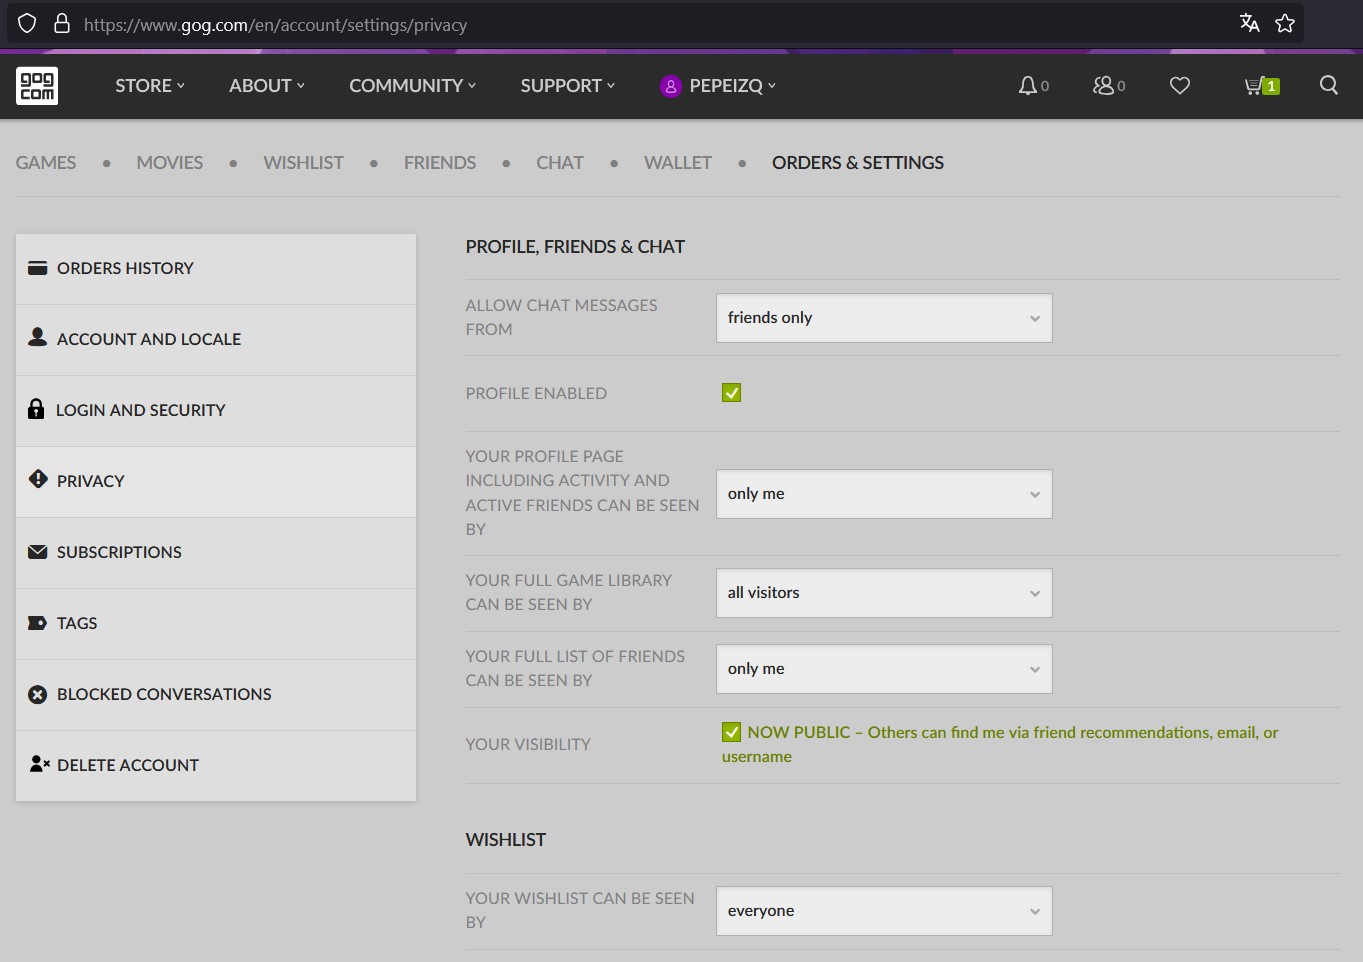 https://www.gog.com/en/account/settings/privacy
gog com
STORE ABOUT COMMUNITY SUPPORT PEPEIZQ 0 0 1
GAMES • MOVIES • WISHLIST • FRIENDS • CHAT • WALLET • ORDERS & SETTINGS
ORDERS HISTORY
ACCOUNT AND LOCALE
LOGIN AND SECURITY
PRIVACY
SUBSCRIPTIONS
TAGS
BLOCKED CONVERSATIONS
DELETE ACCOUNT
PROFILE, FRIENDS & CHAT
ALLOW CHAT MESSAGES
FROM
friends only
PROFILE ENABLED
YOUR PROFILE PAGE
INCLUDING ACTIVITY AND
ACTIVE FRIENDS CAN BE SEEN
BY
only me
YOUR FULL GAME LIBRARY
CAN BE SEEN BY
all visitors
YOUR FULL LIST OF FRIENDS
CAN BE SEEN BY
only me
YOUR VISIBILITY
NOW PUBLIC – Others can find me via friend recommendations, email, or
username
WISHLIST
YOUR WISHLIST CAN BE SEEN
BY
everyone